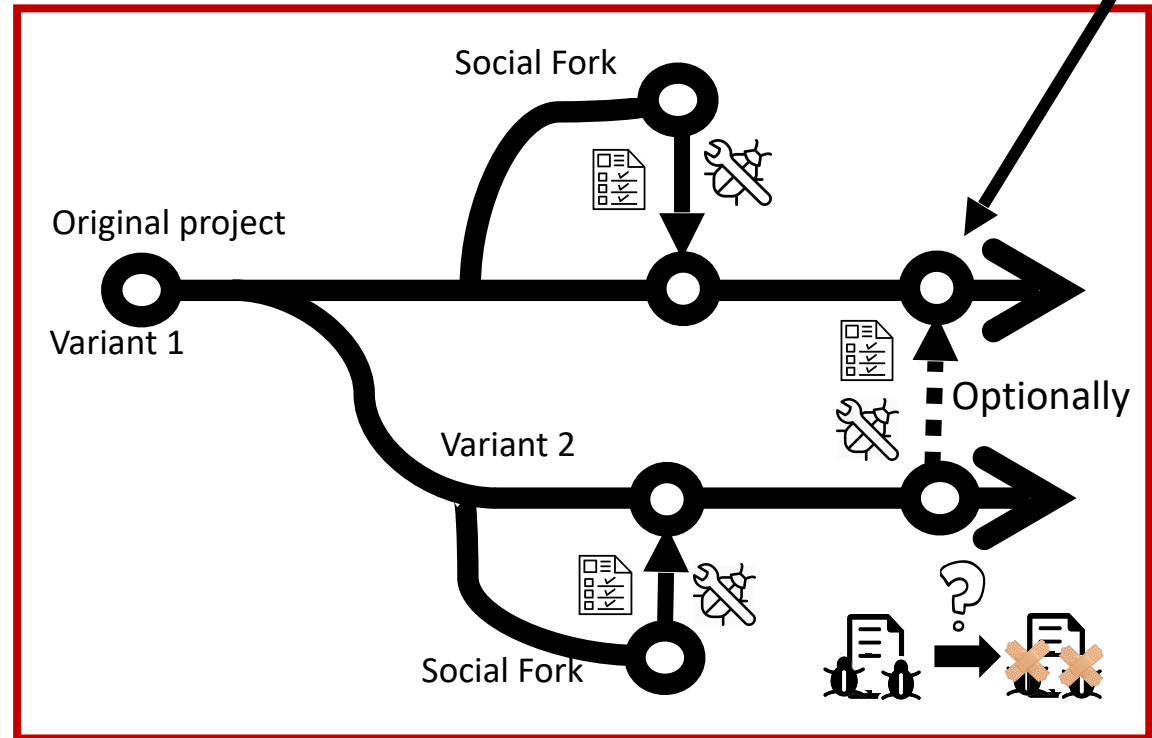 Social Fork
Original project
Variant 1
Optionally
Variant 2
Social Fork
?